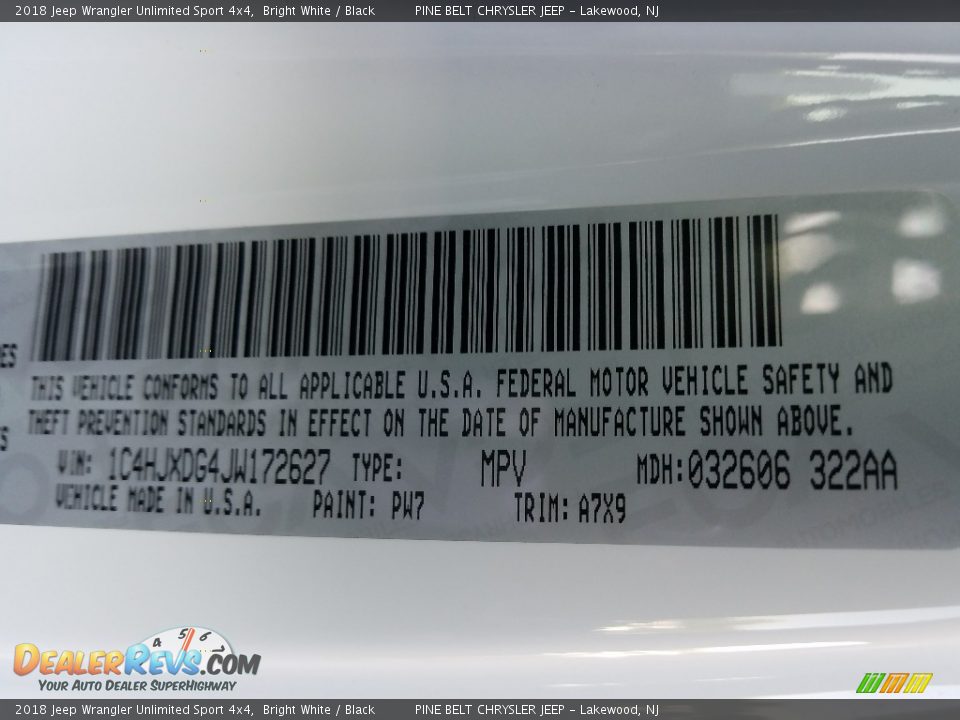 2018 Jeep Wrangler Unlimited Sport 4x4, Bright White / Black PINE BELT CHRYSLER JEEP - Lakewood, NJ
THIS VEHICLE CONFORMS TO ALL APPLICABLE U.S.A. FEDERAL MOTOR VEHICLE SAFETY AND
THEFT PREVENTION STANDARDS IN EFFECT ON THE DATE OF MANUFACTURE SHOWN ABOVE.
VIN: 1C4HJXDG4JW172627 TYPE: MPV MDH: 032606 322AA
VEHICLE MADE IN U.S.A. PAINT: PW7 TRIM: A7X9
4 5 6
DEALERREVS.COM
YOUR AUTO DEALER SUPERHIGHWAY
2018 Jeep Wrangler Unlimited Sport 4x4, Bright White / Black PINE BELT CHRYSLER JEEP - Lakewood, NJ